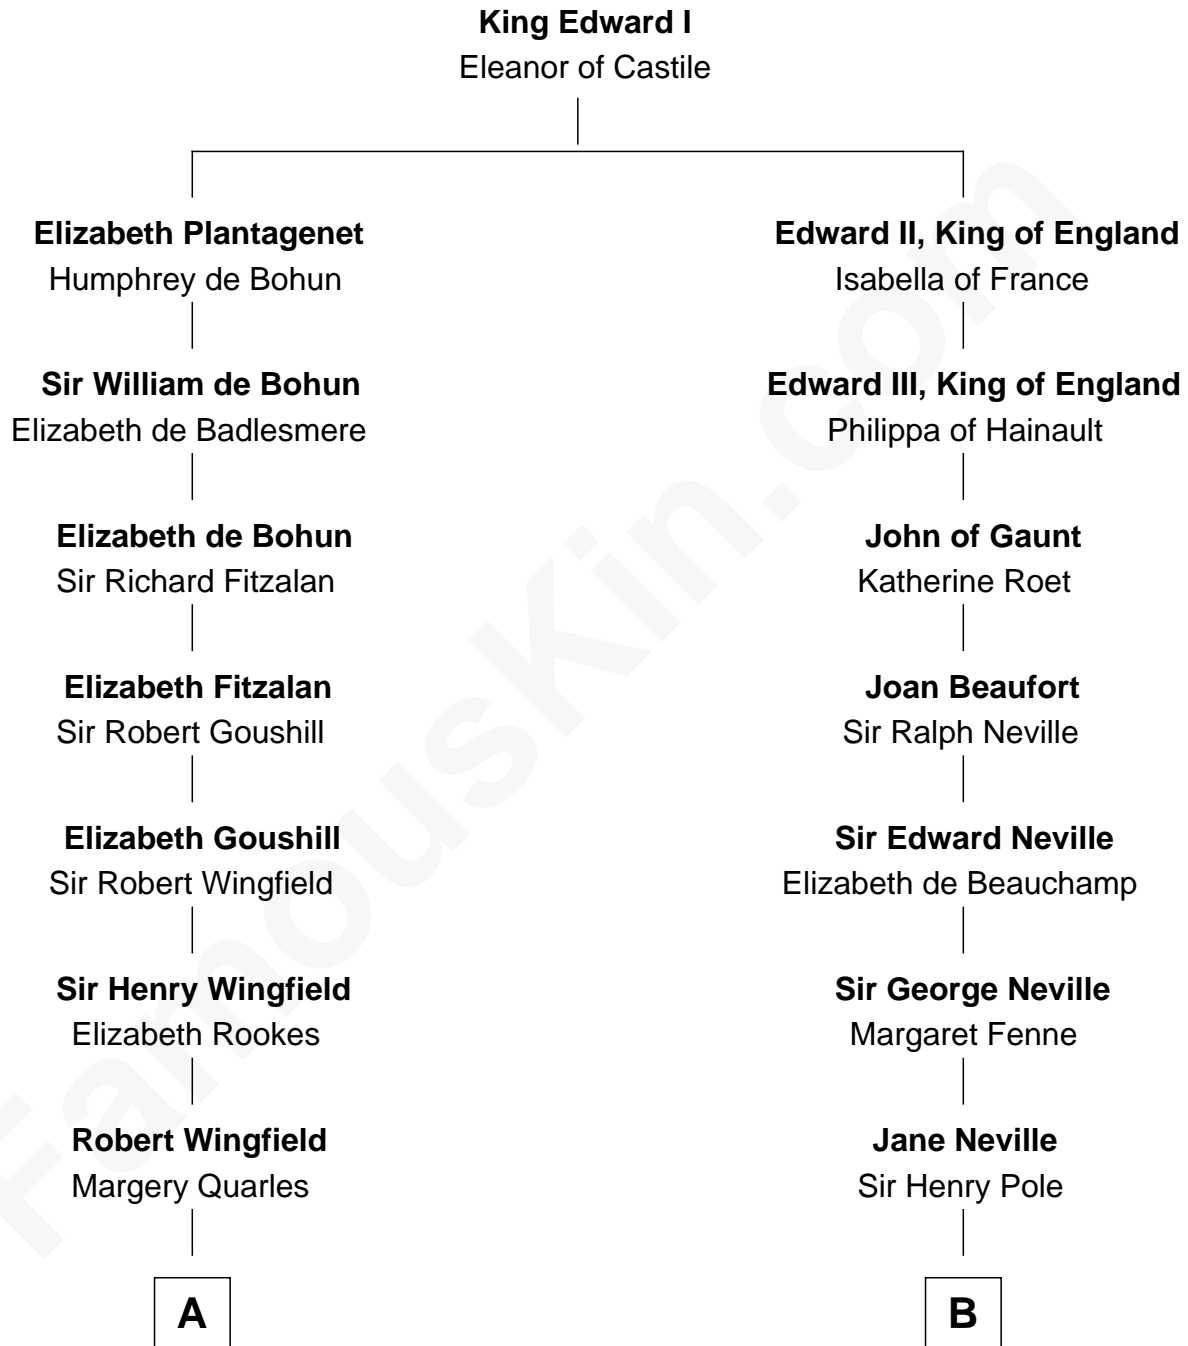 King Edward I
Eleanor of Castile
Elizabeth Plantagenet
Humphrey de Bohun
Edward II, King of England
Isabella of France
Sir William de Bohun
Elizabeth de Badlesmere
Edward III, King of England
Philippa of Hainault
Elizabeth de Bohun
Sir Richard Fitzalan
John of Gaunt
Katherine Roet
Elizabeth Fitzalan
Sir Robert Goushill
Joan Beaufort
Sir Ralph Neville
Elizabeth Goushill
Sir Robert Wingfield
Sir Edward Neville
Elizabeth de Beauchamp
Sir Henry Wingfield
Elizabeth Rookes
Sir George Neville
Margaret Fenne
Robert Wingfield
Margery Quarles
Jane Neville
Sir Henry Pole
A
B
FamousKin.com